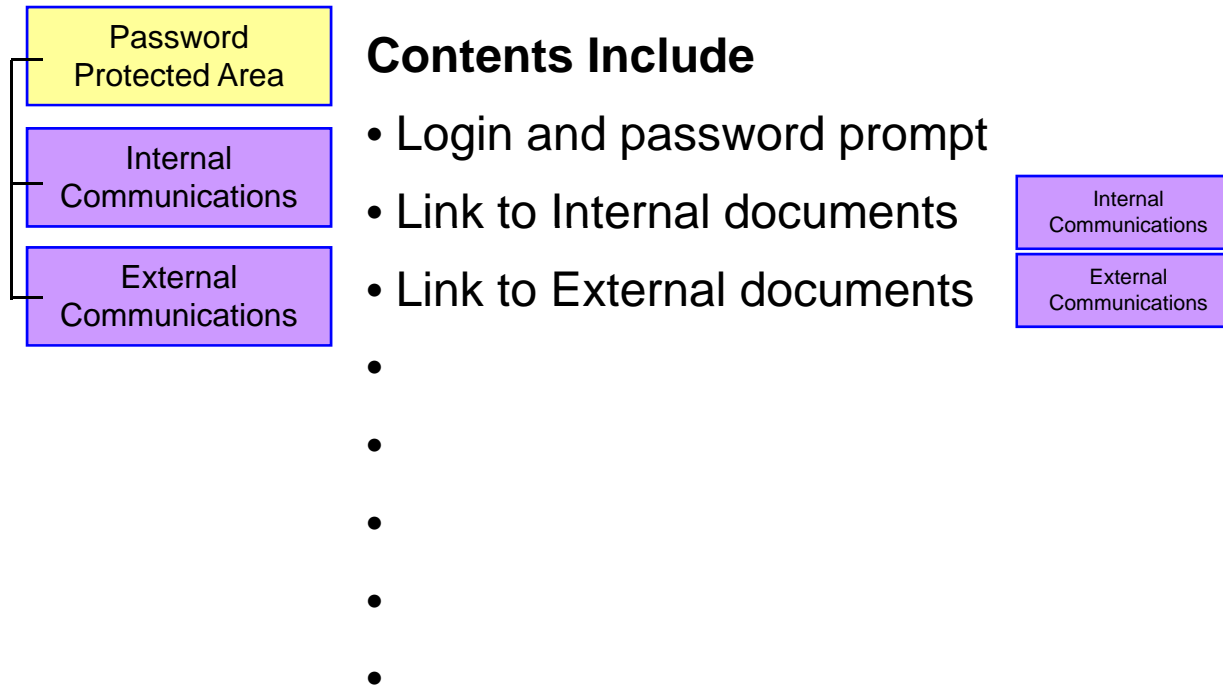 Password
Protected Area
Internal
Communications
External
Communications
Contents Include
• Login and password prompt
• Link to Internal documents
Internal
Communications
• Link to External documents
External
Communications
•
•
•
•
•